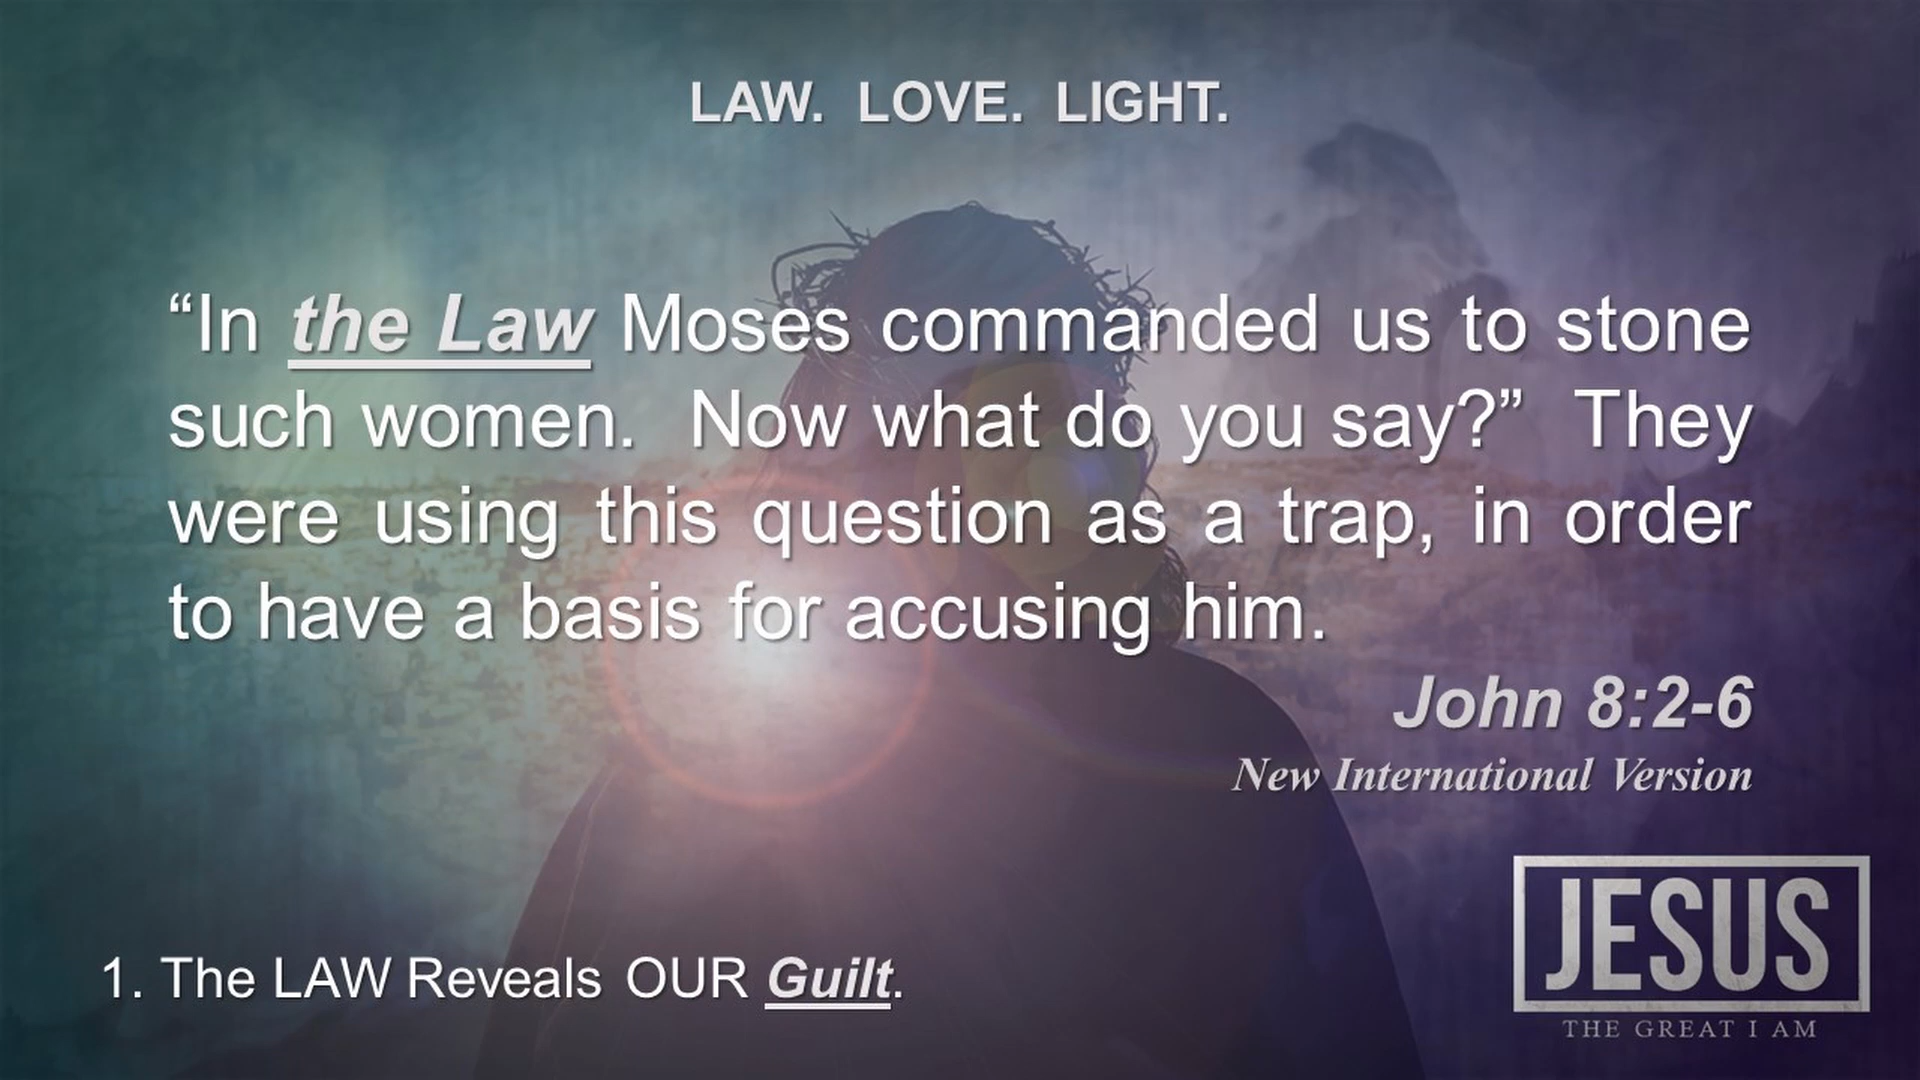 LAW. LOVE. LIGHT.
“In the Law Moses commanded us to stone
such women. Now what do you say?” They
were using this question as a trap, in order
to have a basis for accusing him.
John 8:2-6
New International Version
1. The LAW Reveals OUR Guilt.
JESUS
THE GREAT I AM